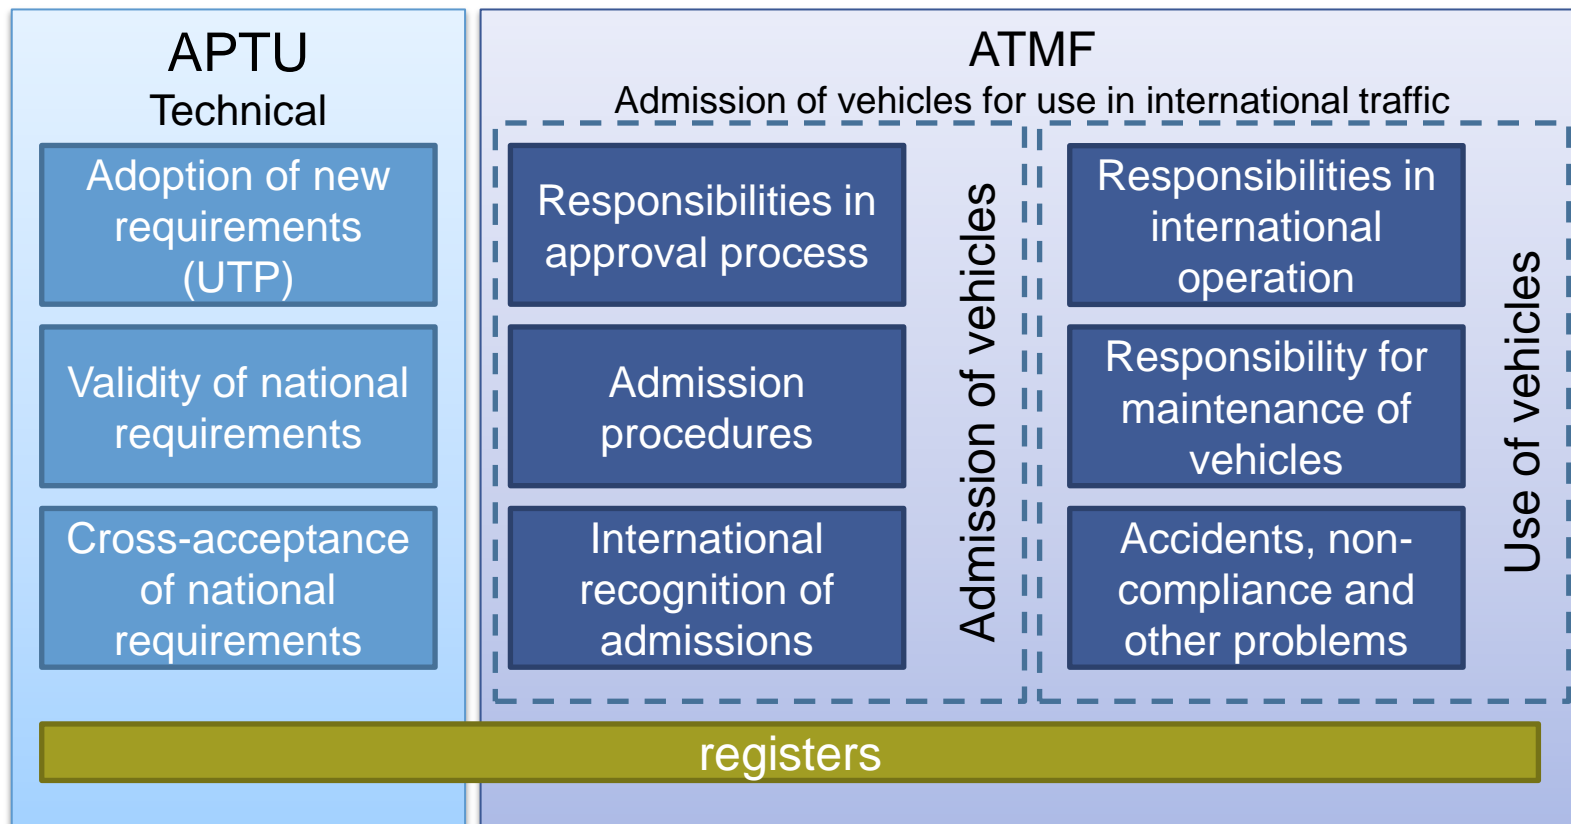 APTU
Technical
Adoption of new
requirements
(UTP)
Validity of national
requirements
Cross-acceptance
of national
requirements
ATMF
Admission of vehicles for use in international traffic
Responsibilities in
approval process
Admission
procedures
International
recognition of
admissions
Admission of vehicles
Responsibilities in
international
operation
Responsibility for
maintenance of
vehicles
Accidents, non-
compliance and
other problems
Use of vehicles
registers